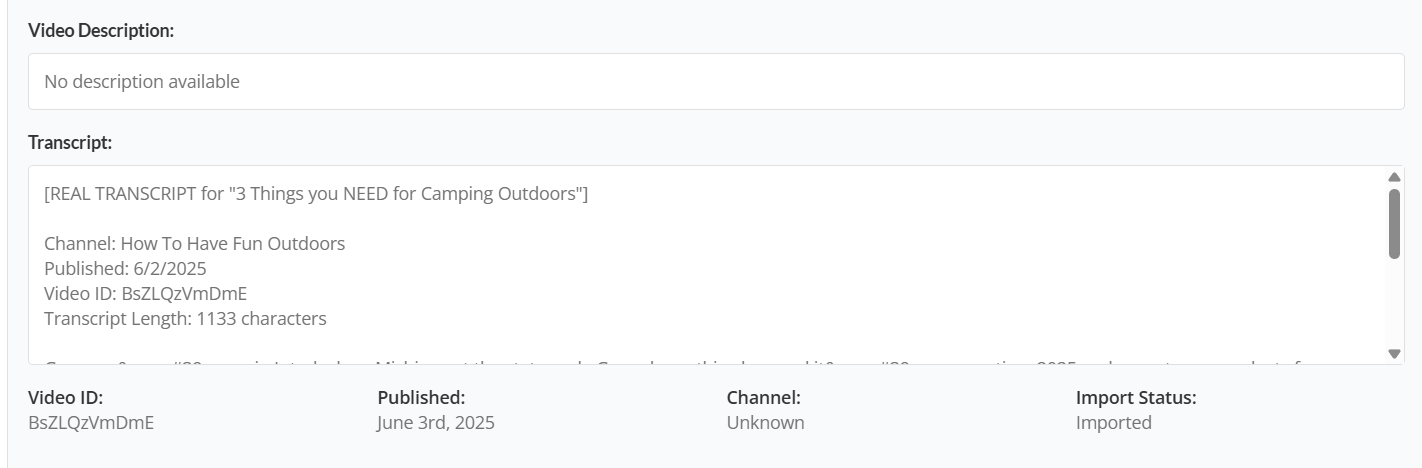 Video Description:
No description available
Transcript:
[REAL TRANSCRIPT for "3 Things you NEED for Camping Outdoors"]
Channel: How To Have Fun Outdoors
Published: 6/2/2025
Video ID: BsZLQzVmDmE
Transcript Length: 1133 characters
Video ID:
BsZLQzVmDmE
Published:
June 3rd, 2025
Channel:
Unknown
Import Status:
Imported